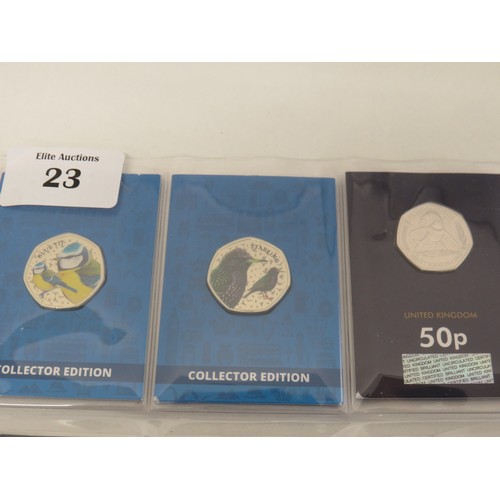 Elite Auctions
23
BLUE TIT
STARLING
COLLECTOR EDITION
COLLECTOR EDITION
UNITED KINGDOM
50p